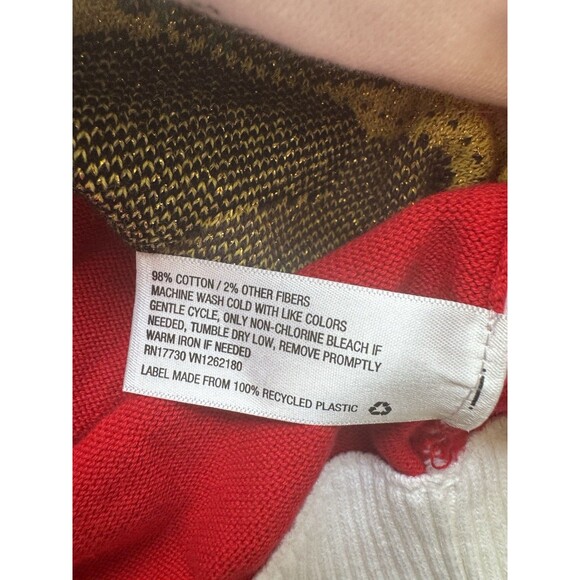 98% COTTON / 2% OTHER FIBERS
MACHINE WASH COLD WITH LIKE COLORS
GENTLE CYCLE, ONLY NON-CHLORINE BLEACH IF
NEEDED, TUMBLE DRY LOW, REMOVE PROMPTLY
WARM IRON IF NEEDED
RN17730 VN1262180
LABEL MADE FROM 100% RECYCLED PLASTIC